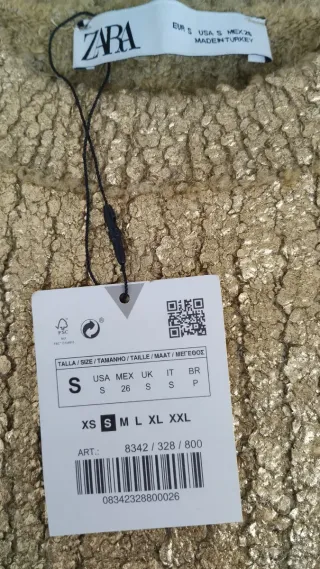 ZARA
EUR S USA S MEX 26
MADE IN TURKEY
FSC
TALLA / SIZE / TAMANHO / TAILLE / MAAT / ΜΕΓΕΘΟΣ
S USA MEX UK IT BR
S 26 S S P
XS S M L XL XXL
ART.: 8342 / 328 / 800
08342328800026